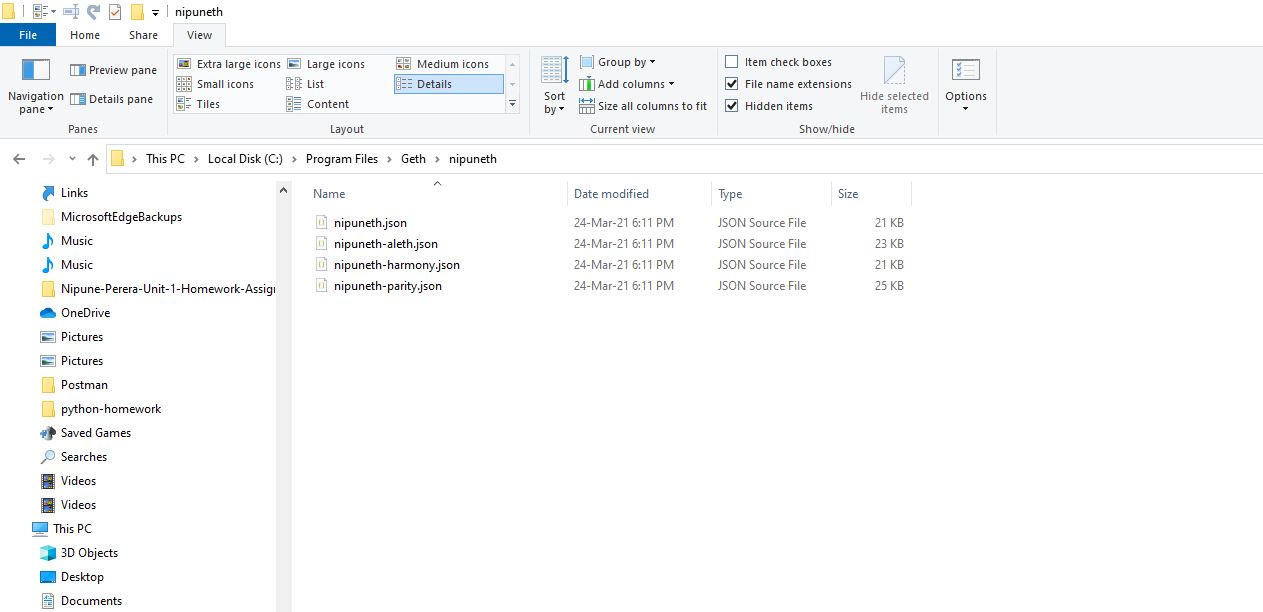 nipuneth
File Home Share View
Extra large icons Large icons Medium icons
Small icons List Details
Tiles Content
Preview pane
Details pane
Navigation
pane
Sort
by
Group by
Add columns
Size all columns to fit
Item check boxes
File name extensions
Hidden items
Hide selected
items
Options
Panes Layout Current view Show/hide
This PC Local Disk (C:) Program Files Geth nipuneth
Links
MicrosoftEdgeBackups
Music
Music
Nipune-Perera-Unit-1-Homework-Assig
OneDrive
Pictures
Pictures
Postman
python-homework
Saved Games
Searches
Videos
Videos
This PC
3D Objects
Desktop
Documents
Name Date modified Type Size
nipuneth.json 24-Mar-21 6:11 PM JSON Source File 21 KB
nipuneth-aleth.json 24-Mar-21 6:11 PM JSON Source File 23 KB
nipuneth-harmony.json 24-Mar-21 6:11 PM JSON Source File 21 KB
nipuneth-parity.json 24-Mar-21 6:11 PM JSON Source File 25 KB